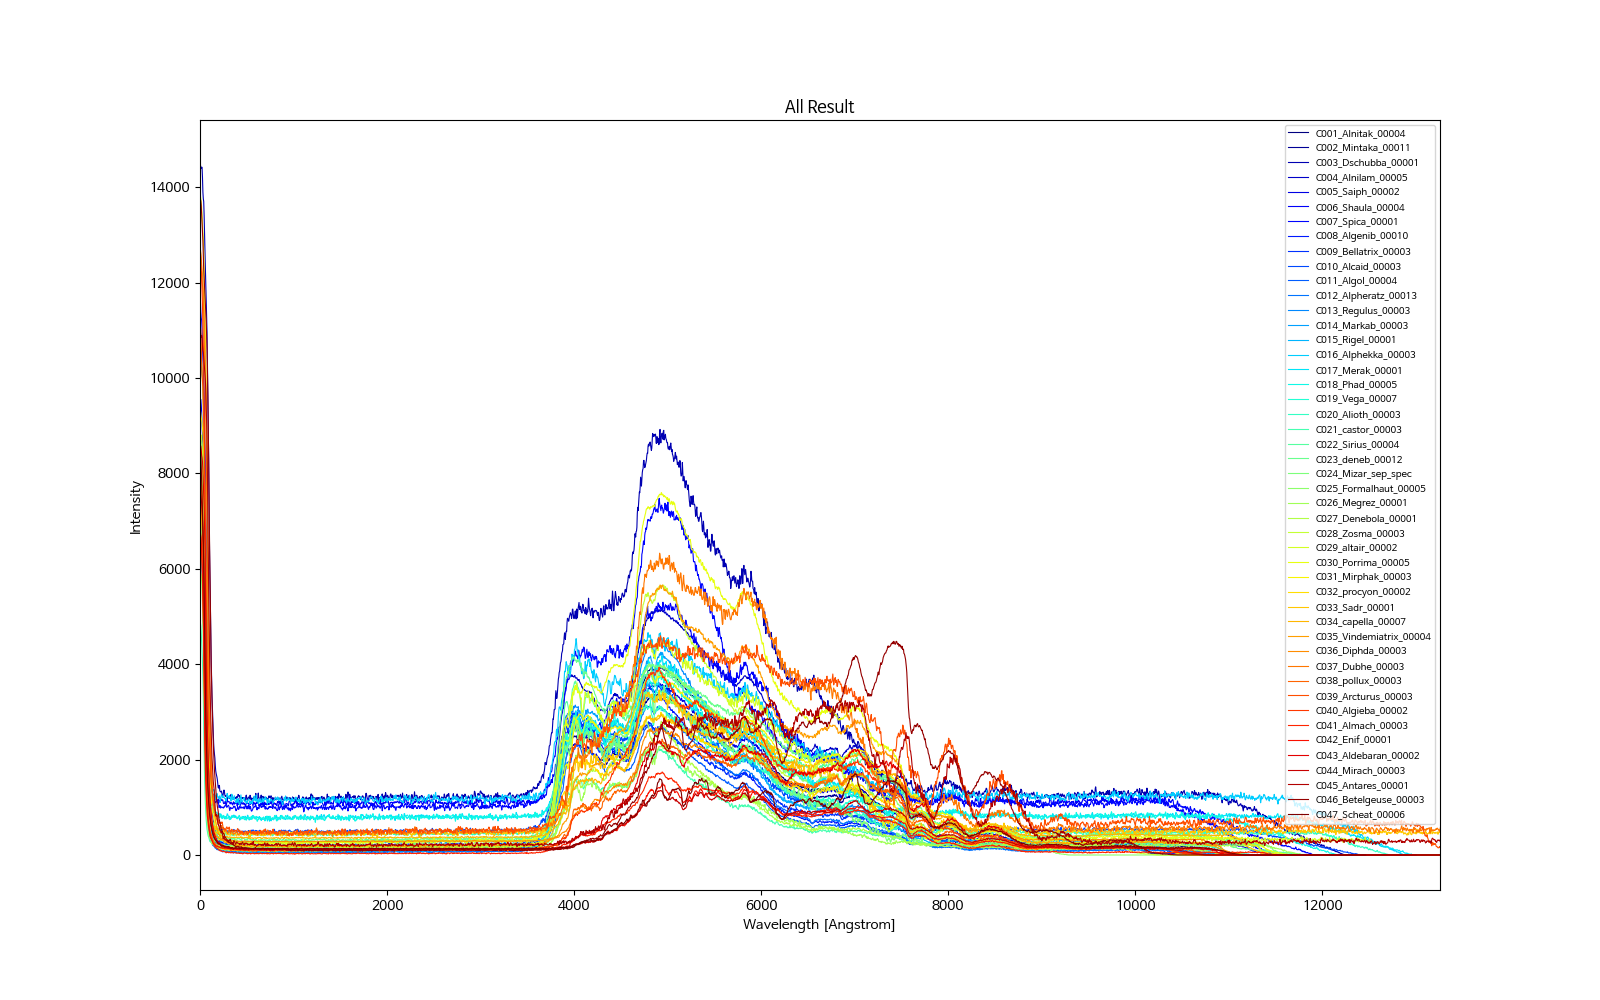 All Result
14000
12000
10000
8000
6000
4000
2000
0
Intensity
0 2000 4000 6000 8000 10000 12000
Wavelength [Angstrom]
C001_Alnitak_00004
C002_Mintaka_00011
C003_Dschubba_00001
C004_Alnilam_00005
C005_Saiph_00002
C006_Shaula_00004
C007_Spica_00001
C008_Algenib_00010
C009_Bellatrix_00003
C010_Alcaid_00003
C011_Algol_00004
C012_Alpheratz_00013
C013_Regulus_00003
C014_Markab_00003
C015_Rigel_00001
C016_Alphekka_00003
C017_Merak_00001
C018_Phad_00005
C019_Vega_00007
C020_Alioth_00003
C021_castor_00003
C022_Sirius_00004
C023_deneb_00012
C024_Mizar_sep_spec
C025_Formalhaut_00005
C026_Megrez_00001
C027_Denebola_00001
C028_Zosma_00003
C029_altair_00002
C030_Porrima_00005
C031_Mirphak_00003
C032_procyon_00002
C033_Sadr_00001
C034_capella_00007
C035_Vindemiatrix_00004
C036_Diphda_00003
C037_Dubhe_00003
C038_pollux_00003
C039_Arcturus_00003
C040_Algieba_00002
C041_Almach_00003
C042_Enif_00001
C043_Aldebaran_00002
C044_Mirach_00003
C045_Antares_00001
C046_Betelgeuse_00003
C047_Scheat_00006